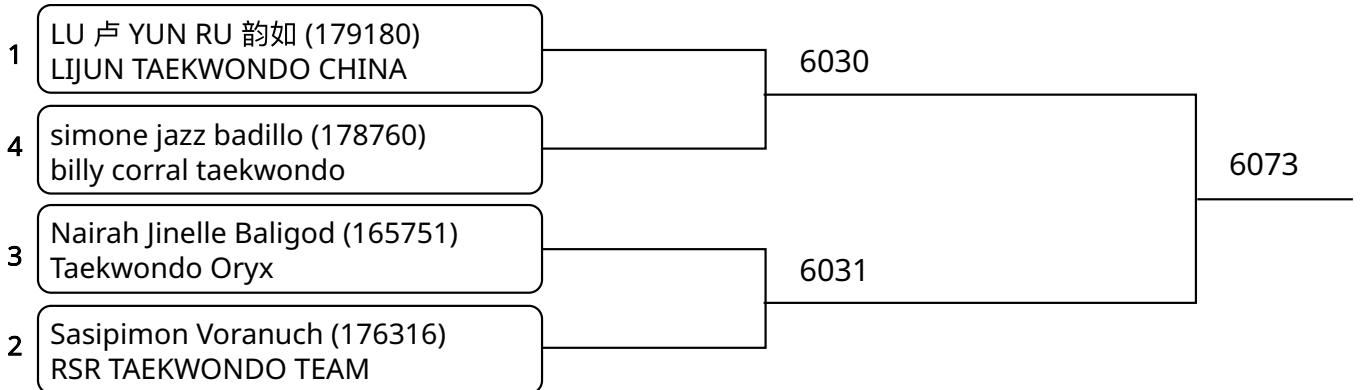 1
LU 卢 YUN RU 韵如 (179180)
LIJUN TAEKWONDO CHINA
6030
4
simone jazz badillo (178760)
billy corral taekwondo
6073
3
Nairah Jinelle Baligod (165751)
Taekwondo Oryx
6031
2
Sasipimon Voranuch (176316)
RSR TAEKWONDO TEAM